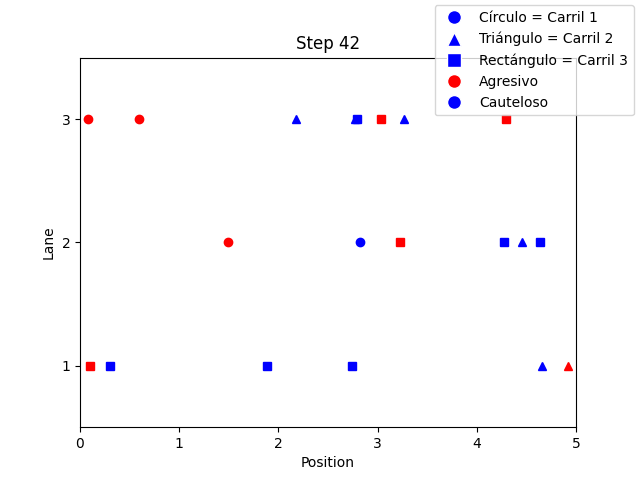 Step 42
Círculo = Carril 1
Triángulo = Carril 2
Rectángulo = Carril 3
Agresivo
Cauteloso
Lane
3
2
1
0 1 2 3 4 5
Position